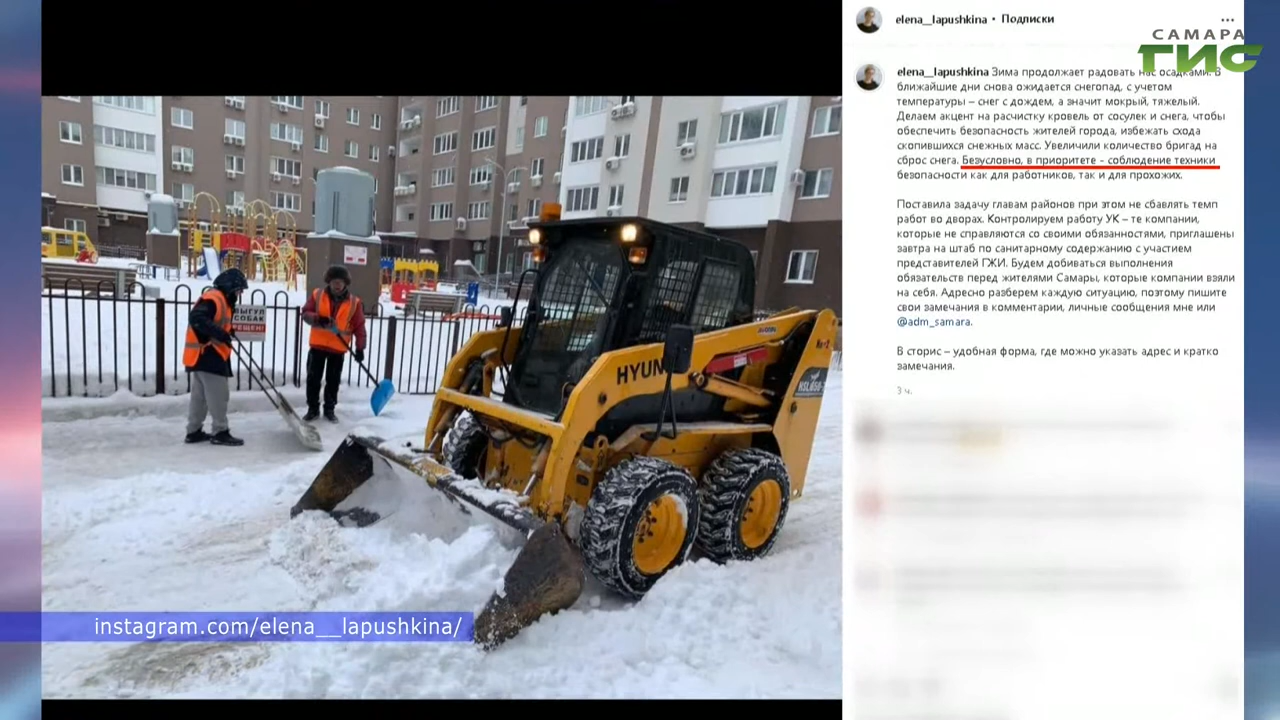 elena__lapushkina • Подписки
САМАРА
ГИС
elena__lapushkina Зима продолжает радовать нас осадками. В
ближайшие дни снова ожидается снегопад, с учетом
температуры – снег с дождем, а значит мокрый, тяжелый.
Делаем акцент на расчистку кровель от сосулек и снега, чтобы
обеспечить безопасность жителей города, избежать схода
скопившихся снежных масс. Увеличили количество бригад на
сброс снега. Безусловно, в приоритете - соблюдение техники
безопасности как для работников, так и для прохожих.
Поставила задачу главам районов при этом не сбавлять темп
работ во дворах. Контролируем работу УК – те компании,
которые не справляются со своими обязанностями, приглашены
завтра на штаб по санитарному содержанию с участием
представителей ГЖИ. Будем добиваться выполнения
обязательств перед жителями Самары, которые компании взяли
на себя. Адресно разберем каждую ситуацию, поэтому пишите
свои замечания в комментарии, личные сообщения мне или
@adm_samara.
В сторис – удобная форма, где можно указать адрес и кратко
замечания.
3 ч.
ВЫГУЛ
СОБАК
HYUN
HSL850-7
instagram.com/elena__lapushkina/